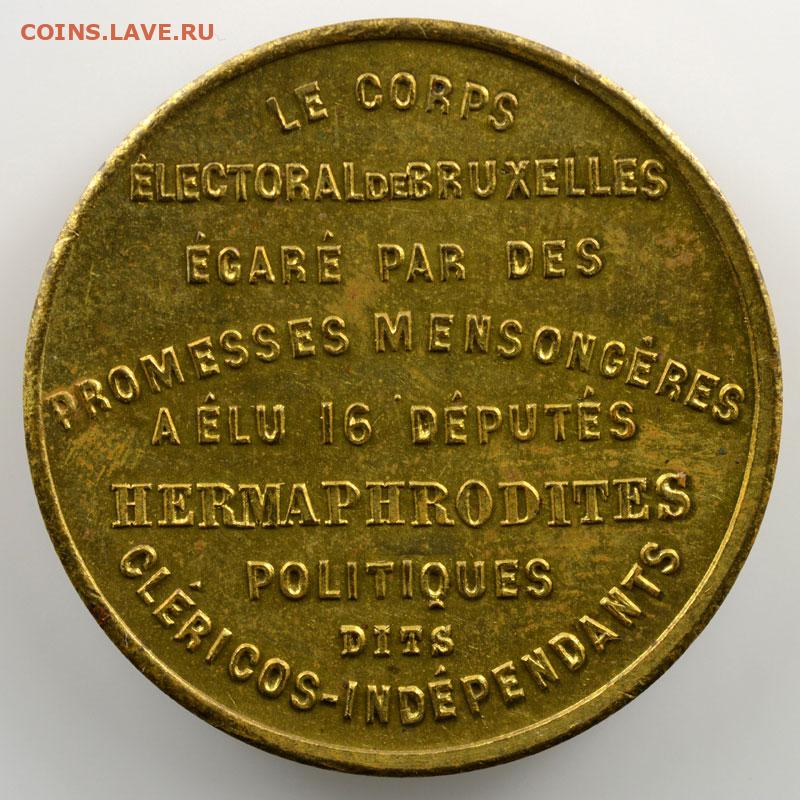 COINS.LAVE.RU
LE CORPS
ÉLECTORAL DE BRUXELLES
ÉGARÉ PAR DES
PROMESSES MENSONGÉRES
A ÉLU 16 DÉPUTÉS
HERMAPHRODITES
POLITIQUES
DITS
CLÉRICOS-INDÉPENDANTS